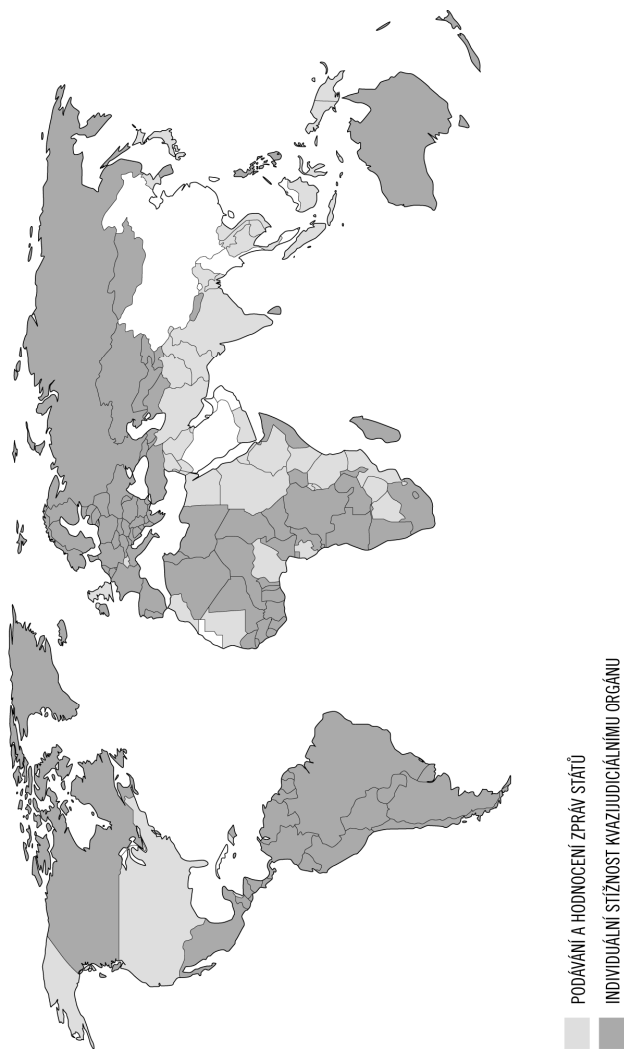 PODÁVÁNÍ A HODNOCENÍ ZPRÁV STÁTŮ
INDIVIDUÁLNÍ STÍŽNOST KVAZIJUDICIÁLNÍMU ORGÁNU